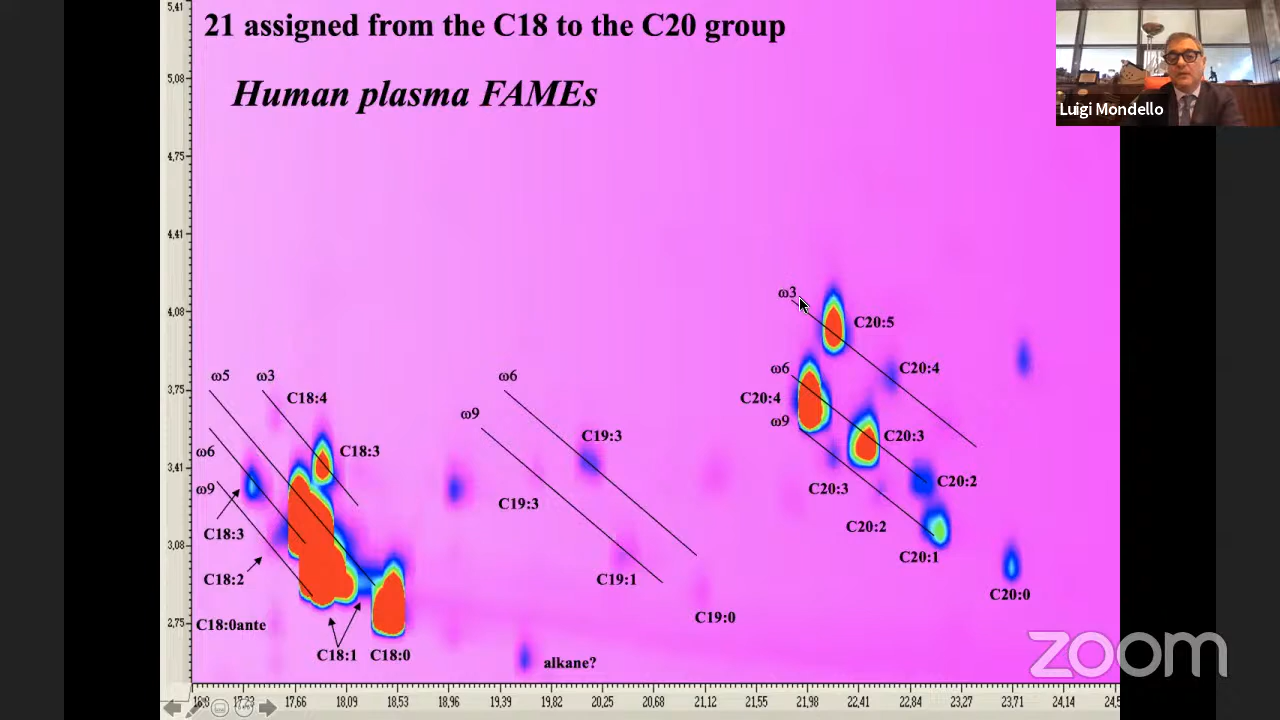 21 assigned from the C18 to the C20 group
Human plasma FAMEs
Luigi Mondello
5,41
5,08
4,75
4,41
4,08
3,75
3,41
3,08
2,75
ω3
C20:5
ω6
C20:4
C20:4
ω9
C20:3
C20:2
C20:3
C20:2
C20:1
C20:0
ω5
ω3
C18:4
C18:3
ω6
ω9
C18:3
C18:2
C18:0ante
C18:1
C18:0
ω6
ω9
C19:3
C19:3
C19:1
C19:0
alkane?
zoom
17,66
18,09
18,53
18,96
19,39
19,82
20,25
20,68
21,12
21,55
21,98
22,41
22,84
23,27
23,71
24,14